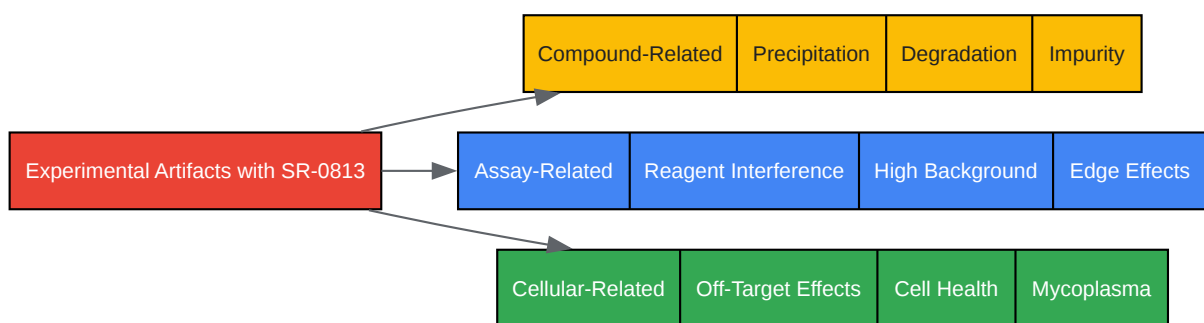 Compound-Related Precipitation Degradation Impurity
Experimental Artifacts with SR-0813
Assay-Related Reagent Interference High Background Edge Effects
Cellular-Related Off-Target Effects Cell Health Mycoplasma